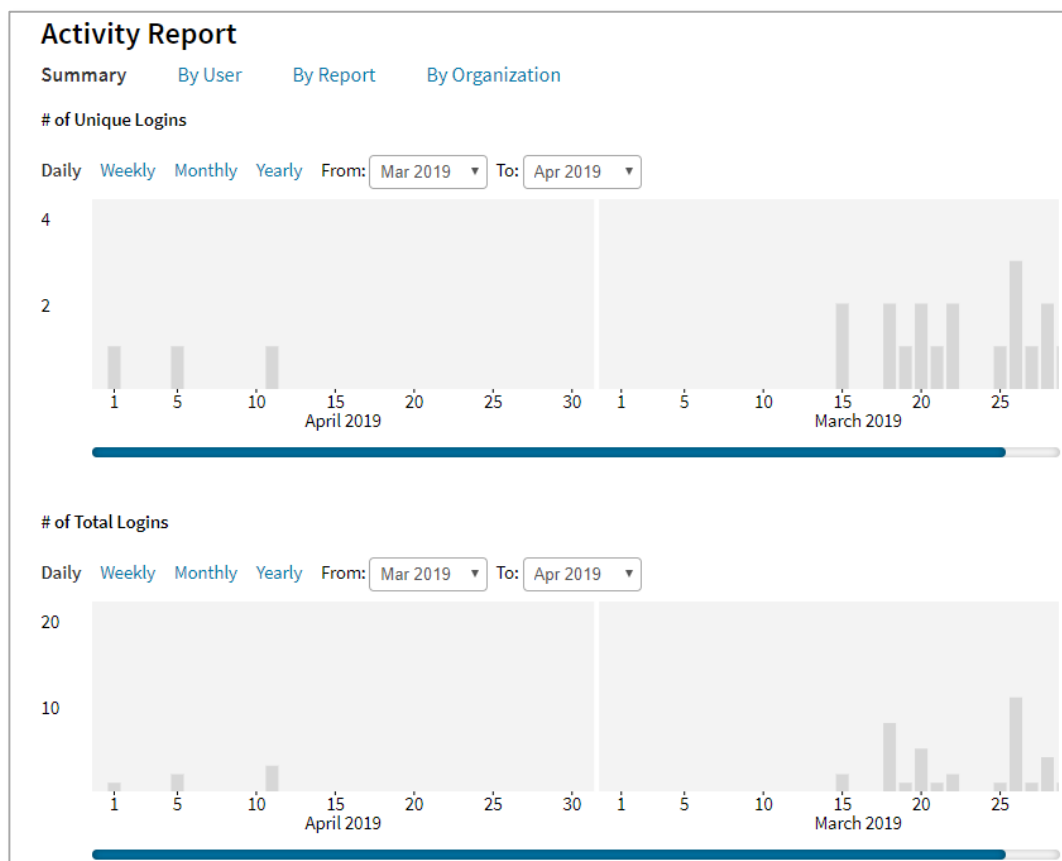 Activity Report
Summary By User By Report By Organization
# of Unique Logins
Daily Weekly Monthly Yearly From: Mar 2019 To: Apr 2019
4
2
1 5 10 15 20 25 30 1 5 10 15 20 25
April 2019 March 2019
# of Total Logins
Daily Weekly Monthly Yearly From: Mar 2019 To: Apr 2019
20
10
1 5 10 15 20 25 30 1 5 10 15 20 25
April 2019 March 2019